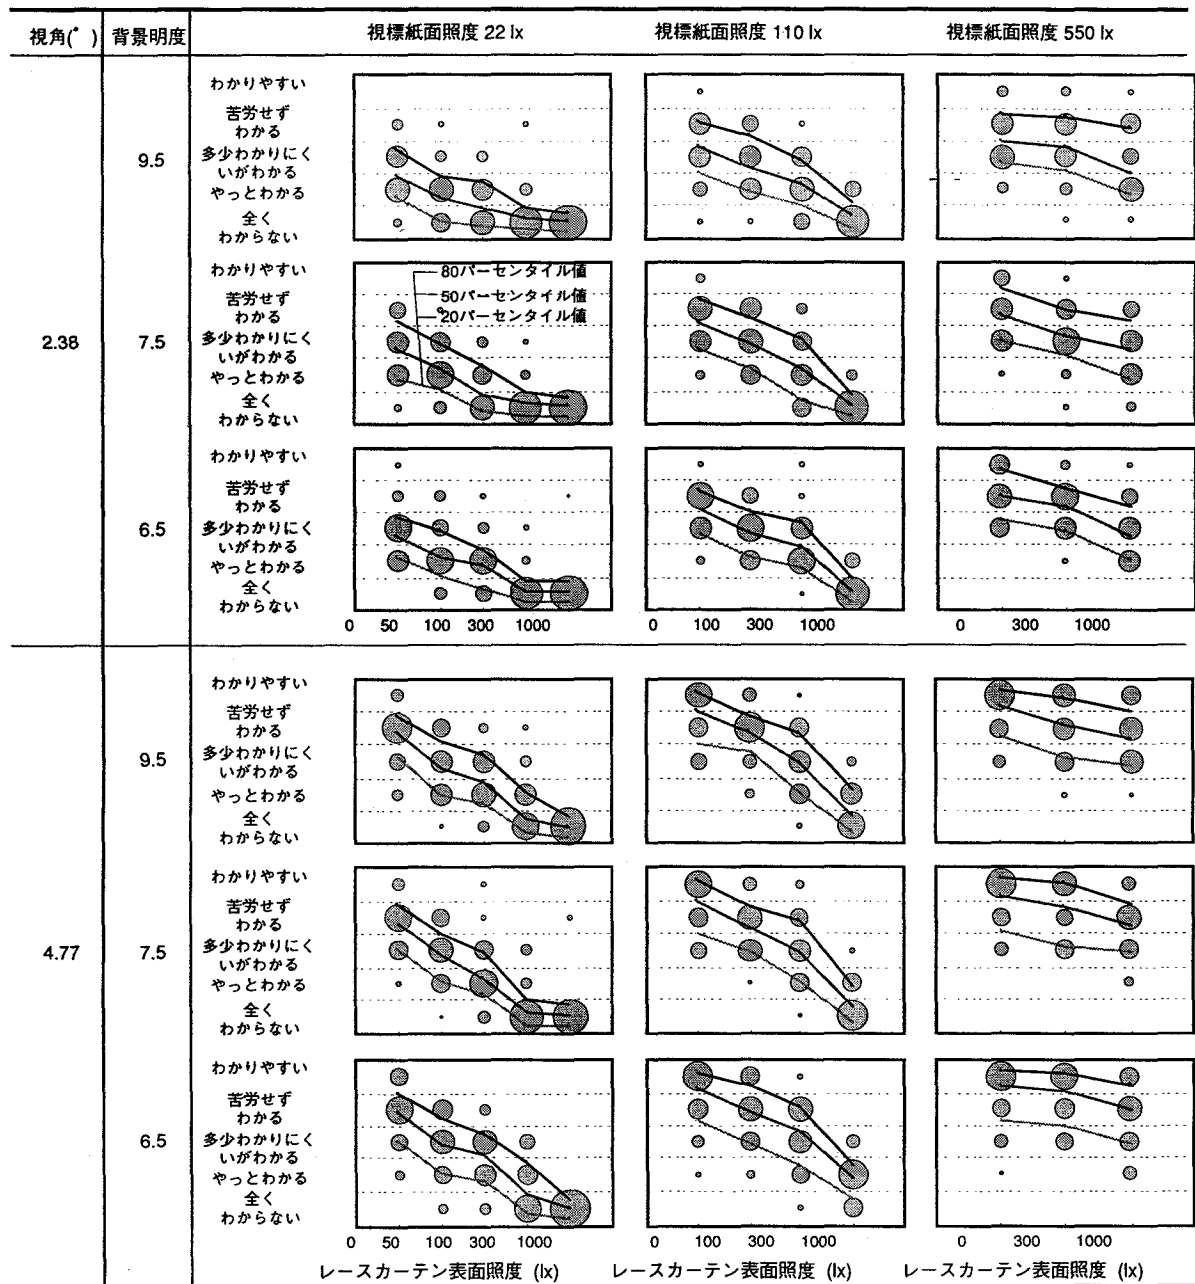 視角(°) 背景明度 視標紙面照度 22 lx 視標紙面照度 110 lx 視標紙面照度 550 lx
わかりやすい
苦労せず
わかる
9.5
多少わかりにく
いがわかる
やっとわかる
全く
わからない
わかりやすい
80パーセンタイル値
50パーセンタイル値
20パーセンタイル値
苦労せず
わかる
2.38 7.5
多少わかりにく
いがわかる
やっとわかる
全く
わからない
わかりやすい
苦労せず
わかる
6.5
多少わかりにく
いがわかる
やっとわかる
全く
わからない
0 50 100 300 1000 0 100 300 1000 0 300 1000
わかりやすい
苦労せず
わかる
9.5
多少わかりにく
いがわかる
やっとわかる
全く
わからない
わかりやすい
苦労せず
わかる
4.77 7.5
多少わかりにく
いがわかる
やっとわかる
全く
わからない
わかりやすい
苦労せず
わかる
6.5
多少わかりにく
いがわかる
やっとわかる
全く
わからない
0 50 100 300 1000 0 100 300 1000 0 300 1000
レースカーテン表面照度 (lx) レースカーテン表面照度 (lx) レースカーテン表面照度 (lx)